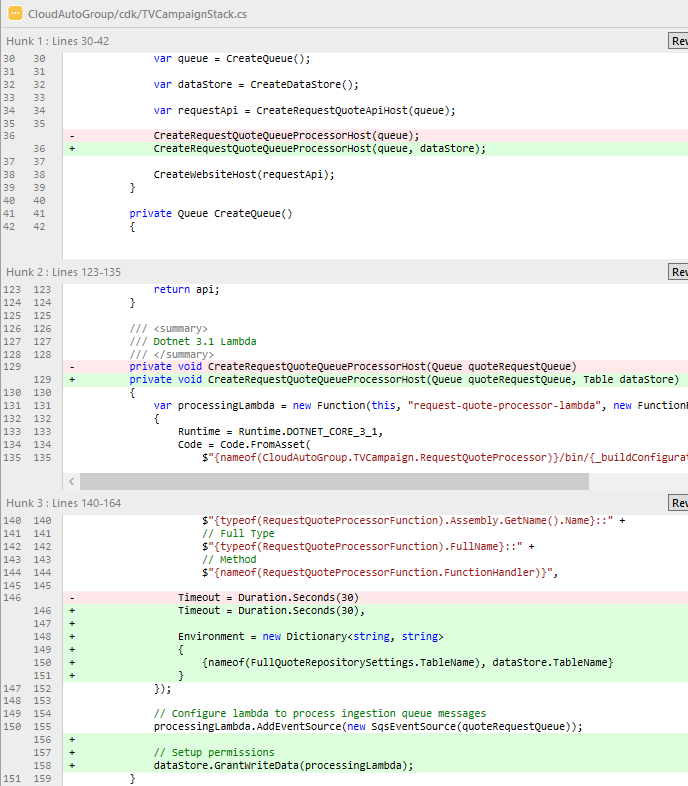 CloudAutoGroup/cdk/TVCampaignStack.cs
Hunk 1 : Lines 30-42
Rev
30 30 var queue = CreateQueue();
31 31
32 32 var dataStore = CreateDataStore();
33 33
34 34 var requestApi = CreateRequestQuoteApiHost(queue);
35 35
36 - CreateRequestQuoteQueueProcessorHost(queue);
36 + CreateRequestQuoteQueueProcessorHost(queue, dataStore);
37 37
38 38 CreateWebsiteHost(requestApi);
39 39 }
40 40
41 41 private Queue CreateQueue()
42 42 {
Hunk 2 : Lines 123-135
Rev
123 123 return api;
124 124 }
125 125
126 126 /// <summary>
127 127 /// Dotnet 3.1 Lambda
128 128 /// </summary>
129 - private void CreateRequestQuoteQueueProcessorHost(Queue quoteRequestQueue)
129 + private void CreateRequestQuoteQueueProcessorHost(Queue quoteRequestQueue, Table dataStore)
130 130 {
131 131 var processingLambda = new Function(this, "request-quote-processor-lambda", new FunctionP
132 132 {
133 133 Runtime = Runtime.DOTNET_CORE_3_1,
134 134 Code = Code.FromAsset(
135 135 $"{nameof(CloudAutoGroup.TVCampaign.RequestQuoteProcessor)}/bin/{_buildConfigurat
Hunk 3 : Lines 140-164
Rev
140 140 $"{typeof(RequestQuoteProcessorFunction).Assembly.GetName().Name}::" +
141 141 // Full Type
142 142 $"{typeof(RequestQuoteProcessorFunction).FullName}::" +
143 143 // Method
144 144 $"{nameof(RequestQuoteProcessorFunction.FunctionHandler)}",
145 145
146 - Timeout = Duration.Seconds(30)
146 + Timeout = Duration.Seconds(30),
147 +
148 + Environment = new Dictionary<string, string>
149 + {
150 + {nameof(FullQuoteRepositorySettings.TableName), dataStore.TableName}
151 + }
147 152 });
148 153
149 154 // Configure lambda to process ingestion queue messages
150 155 processingLambda.AddEventSource(new SqsEventSource(quoteRequestQueue));
156 +
157 + // Setup permissions
158 + dataStore.GrantWriteData(processingLambda);
151 159 }